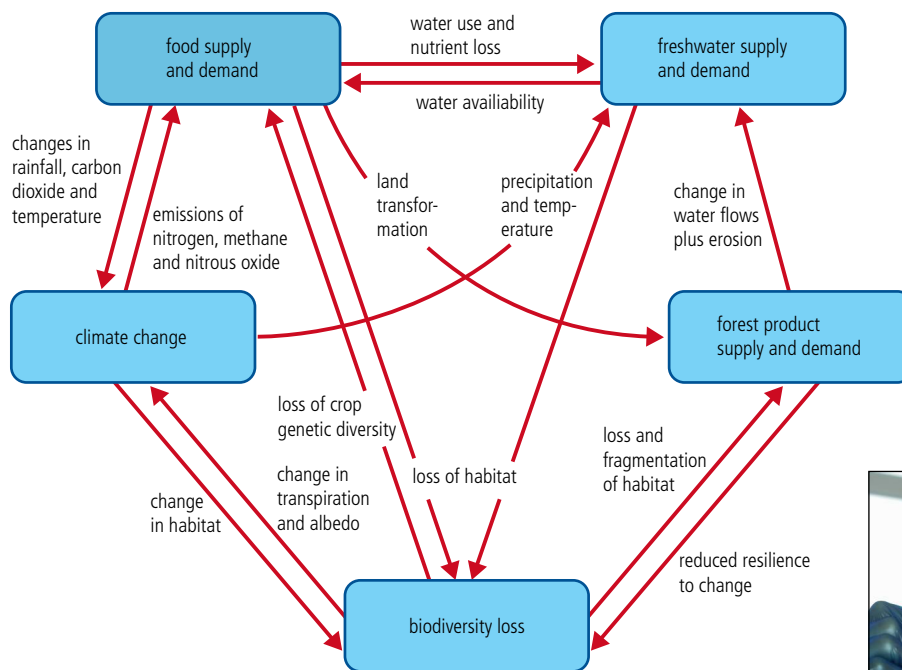 food supply
and demand
water use and
nutrient loss
freshwater supply
and demand
water availiability
changes in
rainfall, carbon
dioxide and
temperature
emissions of
nitrogen, methane
and nitrous oxide
land
transfor-
mation
precipitation
and temp-
erature
change in
water flows
plus erosion
climate change
forest product
supply and demand
loss of crop
genetic diversity
change in
transpiration
and albedo
change
in habitat
loss of habitat
loss and
fragmentation
of habitat
reduced resilience
to change
biodiversity loss